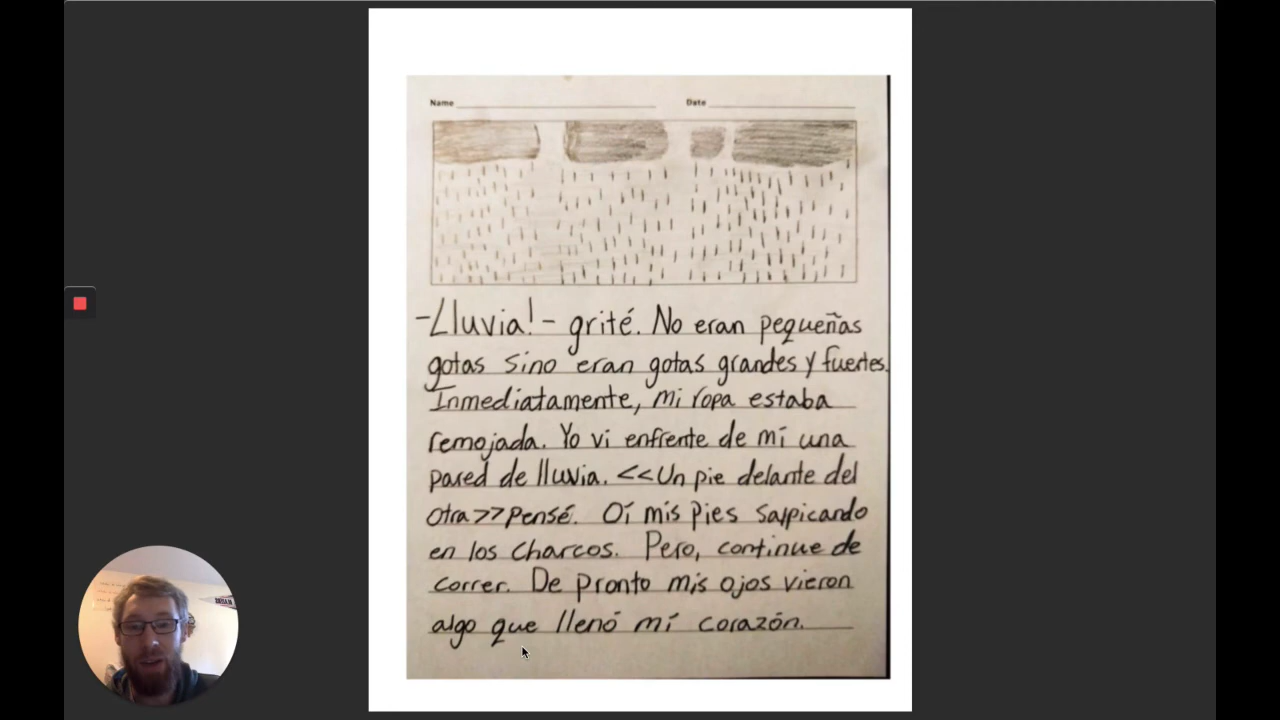 Name Date
-Lluvia!- grité. No eran pequeñas
gotas sino eran gotas grandes y fuertes.
Inmediatamente, mi ropa estaba
remojada. Yo vi enfrente de mí una
pared de lluvia. <<Un pie delante del
otra>> Pensé. Oí mis pies salpicando
en los charcos. Pero, continue de
correr. De pronto mis ojos vieron
algo que llenó mí corazón.